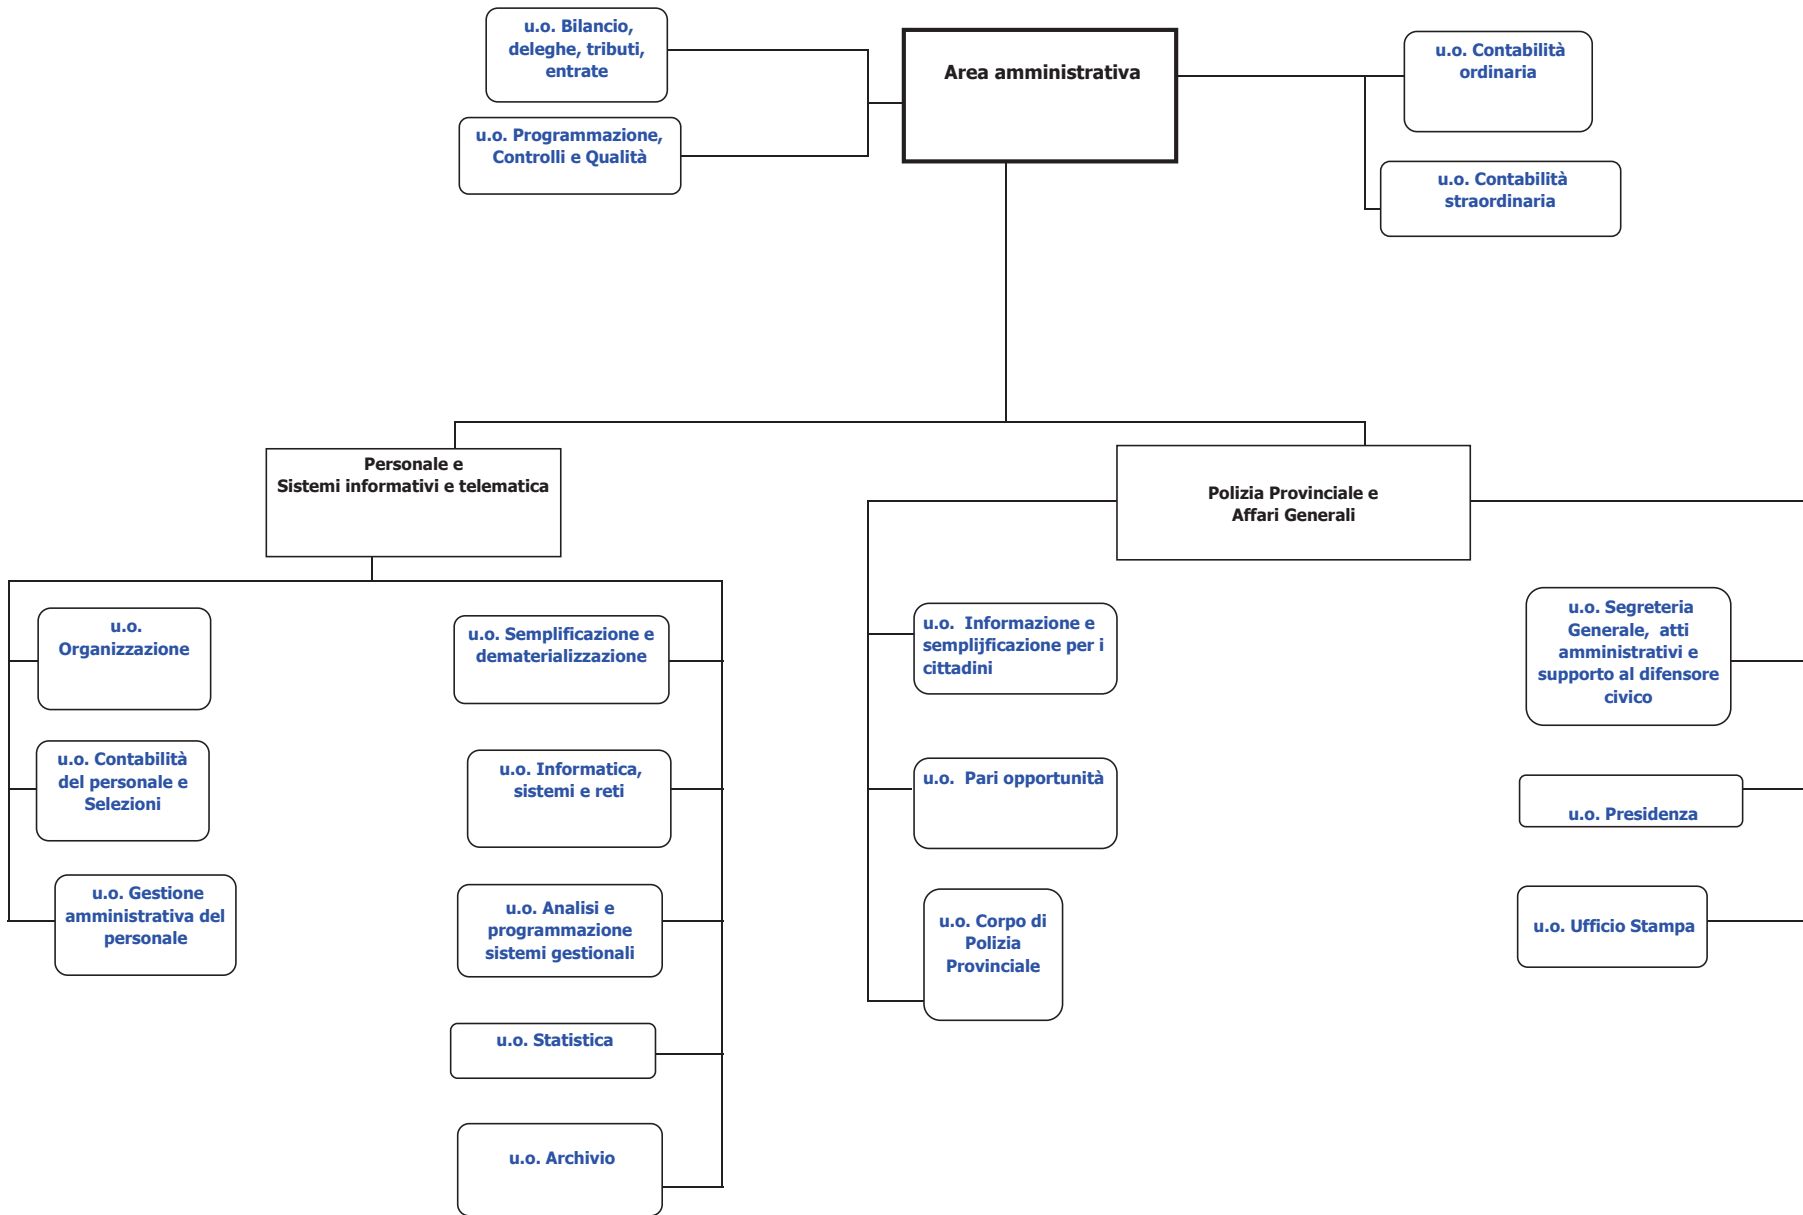 u.o. Bilancio,
deleghe, tributi,
entrate
u.o. Programmazione,
Controlli e Qualità
Area amministrativa
u.o. Contabilità
ordinaria
u.o. Contabilità
straordinaria
Personale e
Sistemi informativi e telematica
Polizia Provinciale e
Affari Generali
u.o.
Organizzazione
u.o. Contabilità
del personale e
Selezioni
u.o. Gestione
amministrativa del
personale
u.o. Semplificazione e
dematerializzazione
u.o. Informatica,
sistemi e reti
u.o. Analisi e
programmazione
sistemi gestionali
u.o. Statistica
u.o. Archivio
u.o. Informazione e
semplijficazione per i
cittadini
u.o. Pari opportunità
u.o. Corpo di
Polizia
Provinciale
u.o. Segreteria
Generale, atti
amministrativi e
supporto al difensore
civico
u.o. Presidenza
u.o. Ufficio Stampa